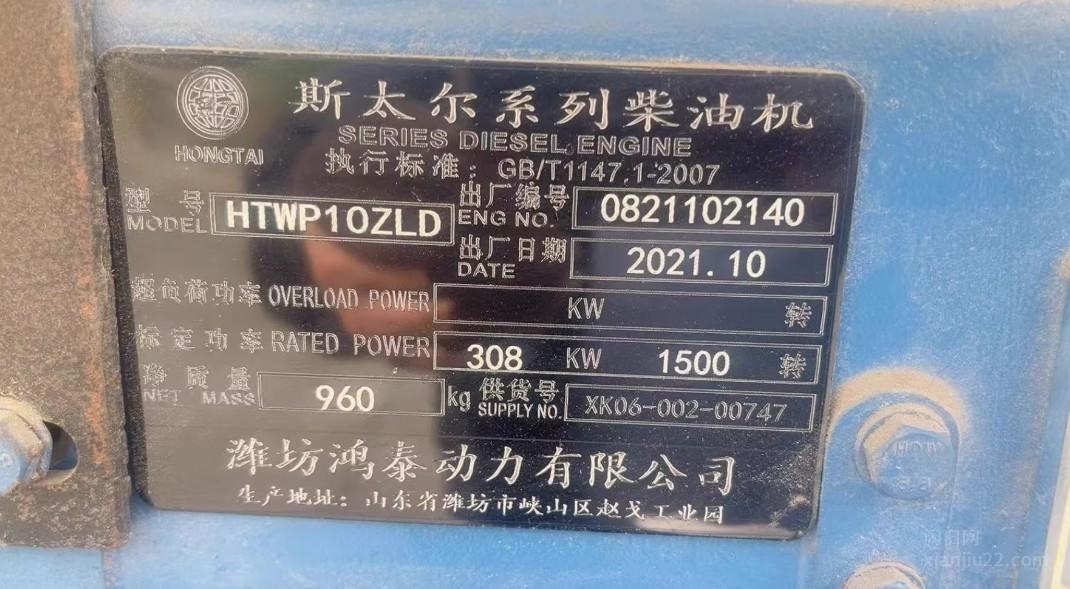 斯太尔系列柴油机
SERIES DIESEL ENGINE
HONGTAI
执行标准：GB/T1147.1-2007
型号 MODEL HTWP10ZLD
出厂编号 ENG NO. 0821102140
出厂日期 DATE 2021.10
超负荷功率 OVERLOAD POWER KW 转
标定功率 RATED POWER 308 KW 1500 转
净质量 NET MASS 960 kg
供货号 SUPPLY NO. XK06-002-00747
潍坊鸿泰动力有限公司
生产地址：山东省潍坊市峡山区赵戈工业园
闲旧网
xianjiu22.com